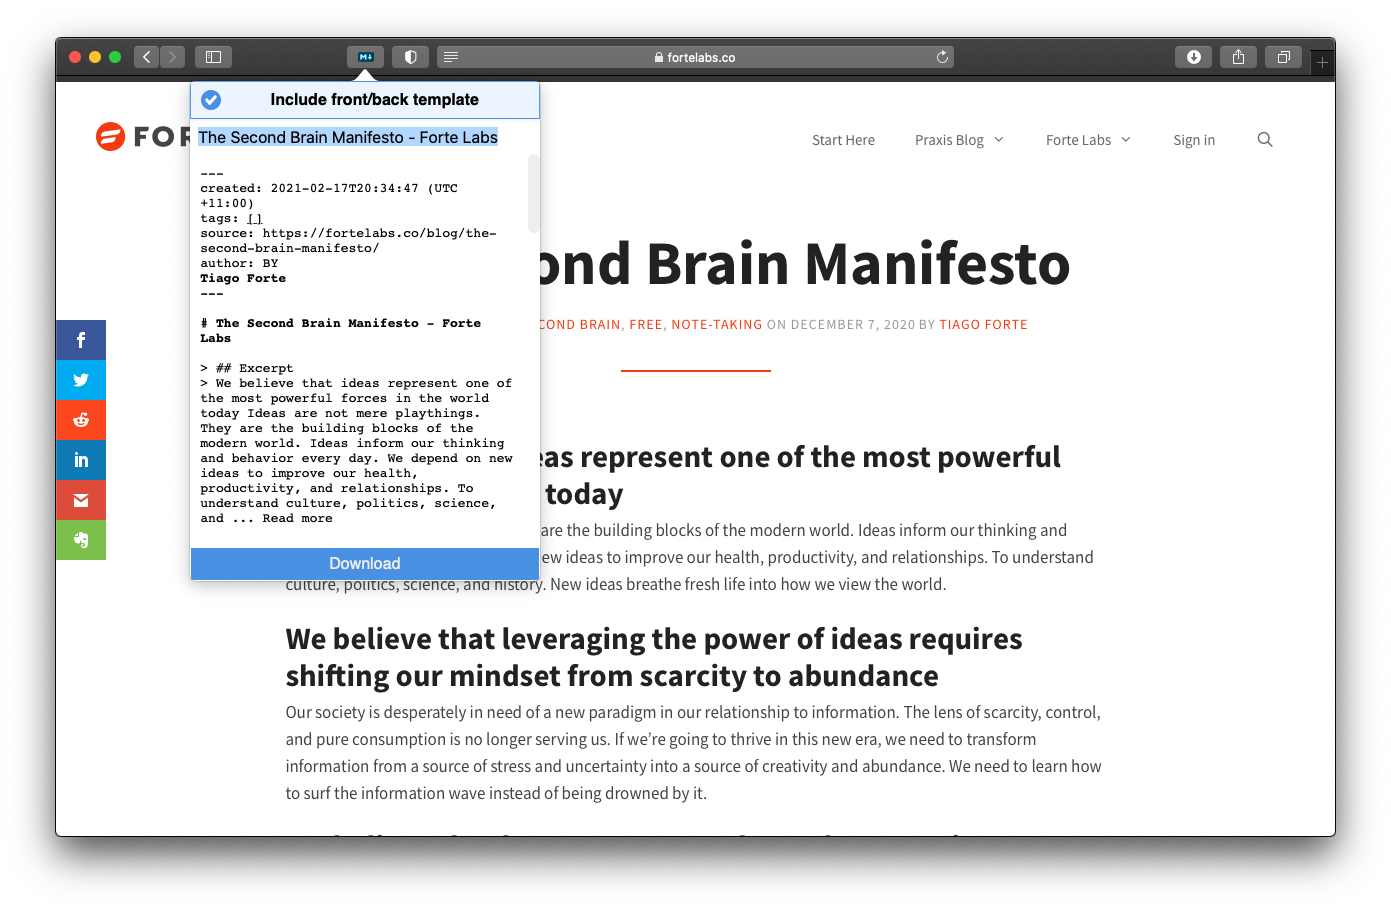 M↓
fortelabs.co
Include front/back template
The Second Brain Manifesto - Forte Labs
---
created: 2021-02-17T20:34:47 (UTC
+11:00)
tags: []
source: https://fortelabs.co/blog/the-
second-brain-manifesto/
author: BY
Tiago Forte
---
# The Second Brain Manifesto - Forte
Labs
> ## Excerpt
> We believe that ideas represent one of
the most powerful forces in the world
today Ideas are not mere playthings.
They are the building blocks of the
modern world. Ideas inform our thinking
and behavior every day. We depend on new
ideas to improve our health,
productivity, and relationships. To
understand culture, politics, science,
and ... Read more
Download
FOR
Start Here Praxis Blog Forte Labs Sign in
ond Brain Manifesto
COND BRAIN, FREE, NOTE-TAKING ON DECEMBER 7, 2020 BY TIAGO FORTE
eas represent one of the most powerful
today
are the building blocks of the modern world. Ideas inform our thinking and
ew ideas to improve our health, productivity, and relationships. To understand
culture, politics, science, and history. New ideas breathe fresh life into how we view the world.
We believe that leveraging the power of ideas requires
shifting our mindset from scarcity to abundance
Our society is desperately in need of a new paradigm in our relationship to information. The lens of scarcity, control,
and pure consumption is no longer serving us. If we're going to thrive in this new era, we need to transform
information from a source of stress and uncertainty into a source of creativity and abundance. We need to learn how
to surf the information wave instead of being drowned by it.